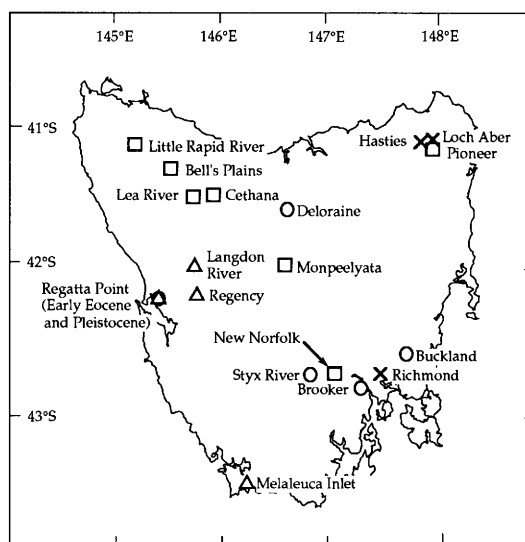 145°E 146°E 147°E 148°E
41°S
Hasties
Loch Aber
Pioneer
Little Rapid River
Bell's Plains
Lea River
Cethana
Deloraine
42°S
Langdon
River
Monpeelyata
Regatta Point
(Early Eocene
and Pleistocene)
Regency
New Norfolk
Buckland
Styx River
Richmond
Brooker
43°S
Melaleuca Inlet